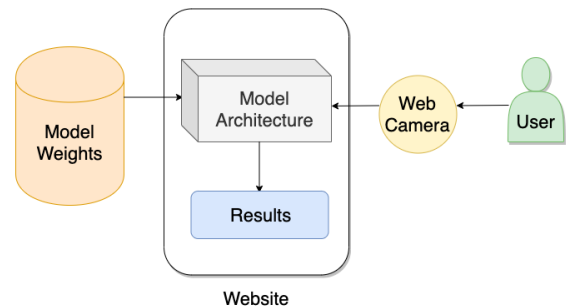 Model
Weights
Model
Architecture
Results
Web
Camera
User
Website